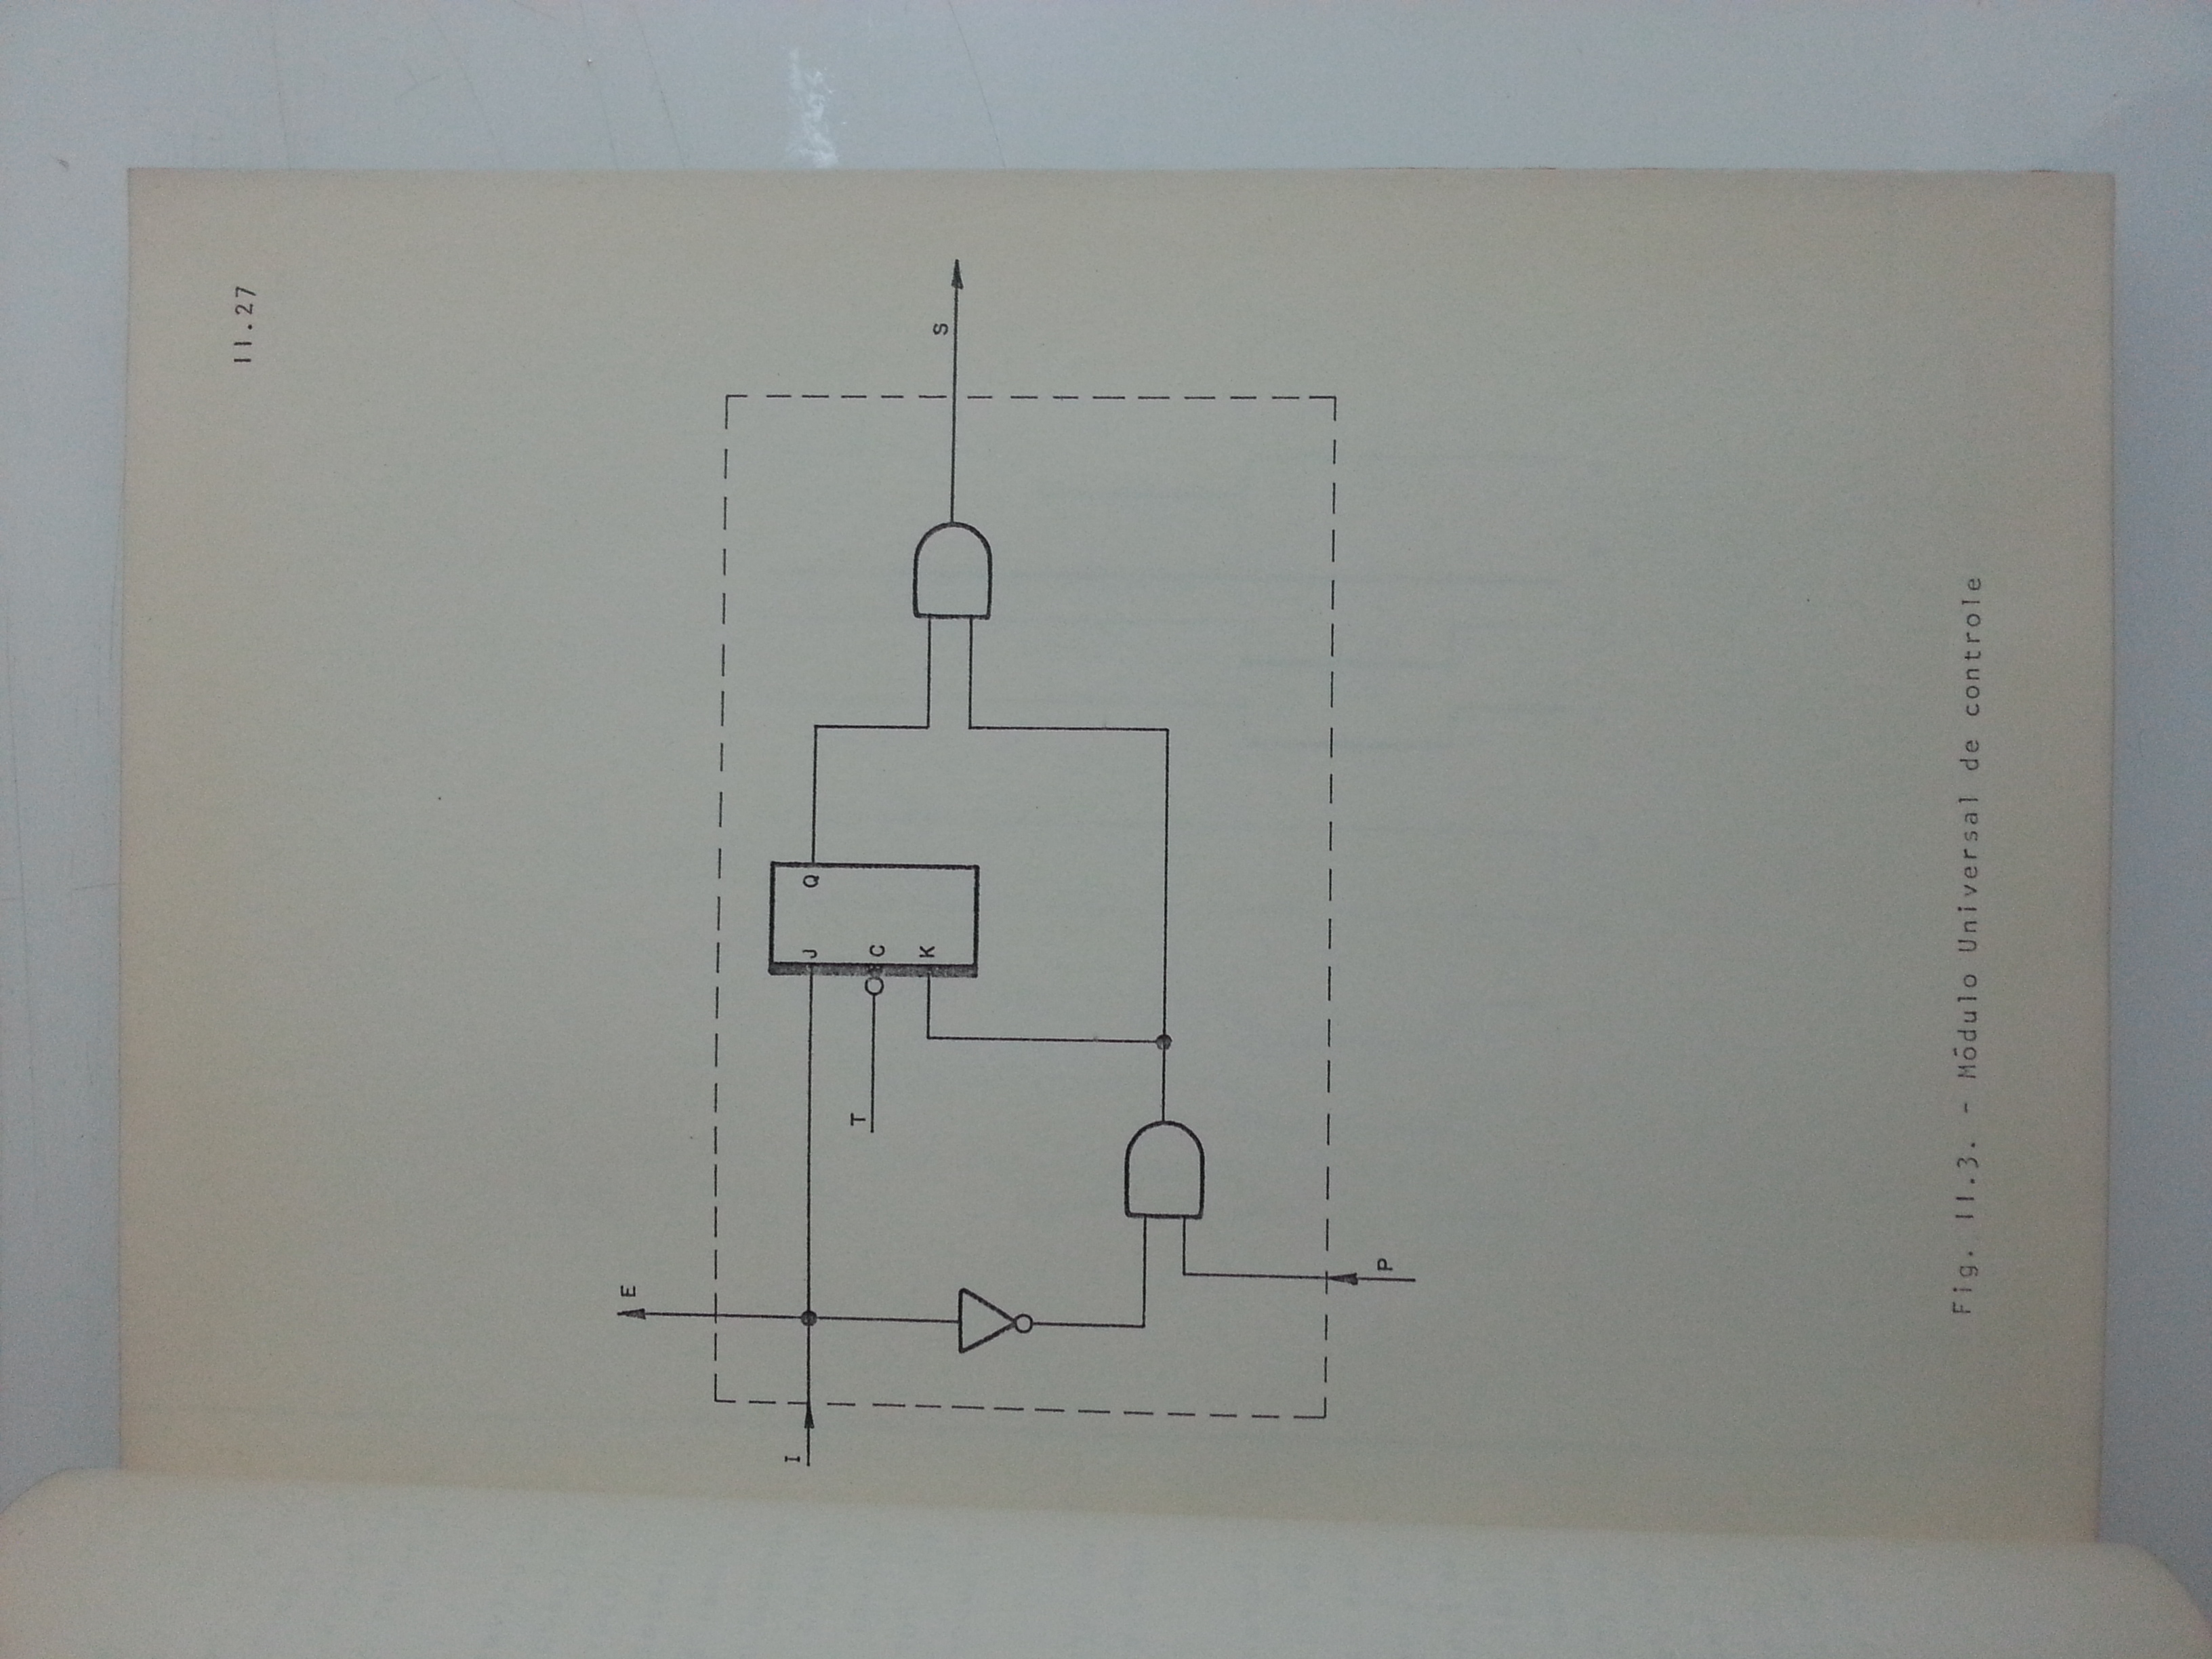 II.27
E
I
J
Q
T
C
K
S
P
Fig. II.3. - Módulo Universal de controle